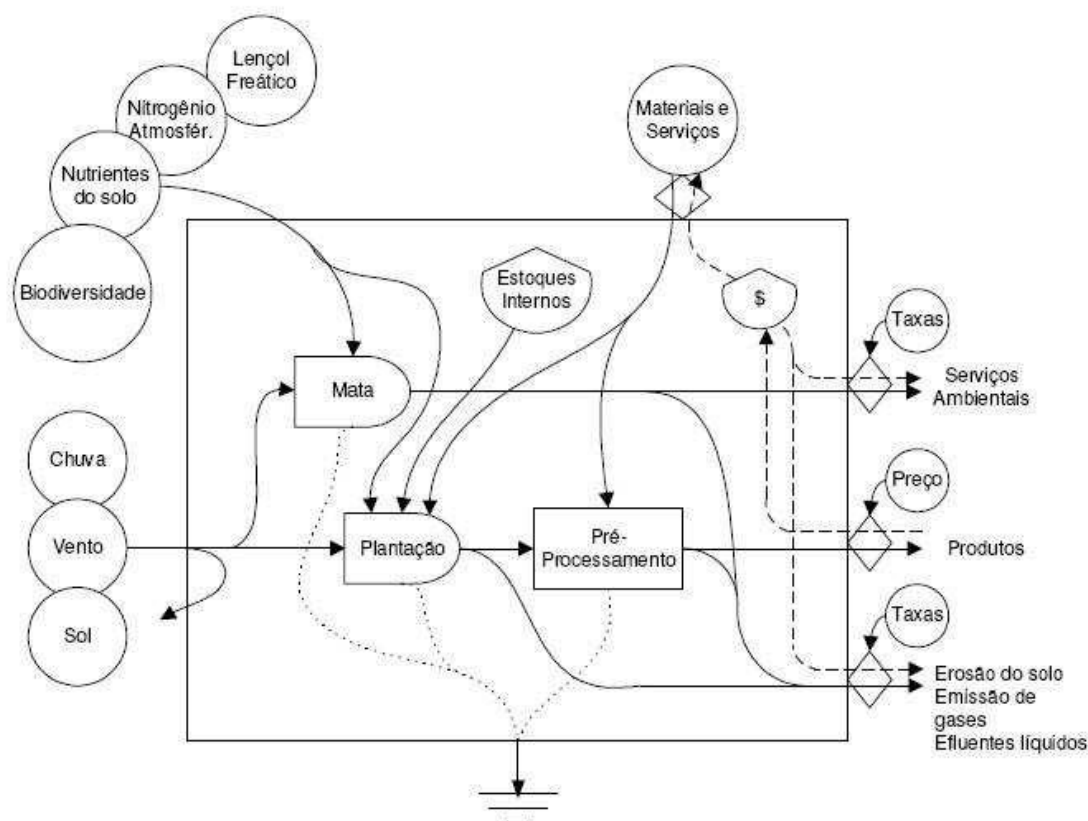 Lençol
Freático
Nitrogênio
Atmosfér.
Nutrientes
do solo
Biodiversidade
Materiais e
Serviços
Estoques
Internos
$
Taxas
Mata
Serviços
Ambientais
Chuva
Vento
Sol
Plantação
Pré-
Processamento
Preço
Produtos
Taxas
Erosão do solo
Emissão de
gases
Efluentes líquidos